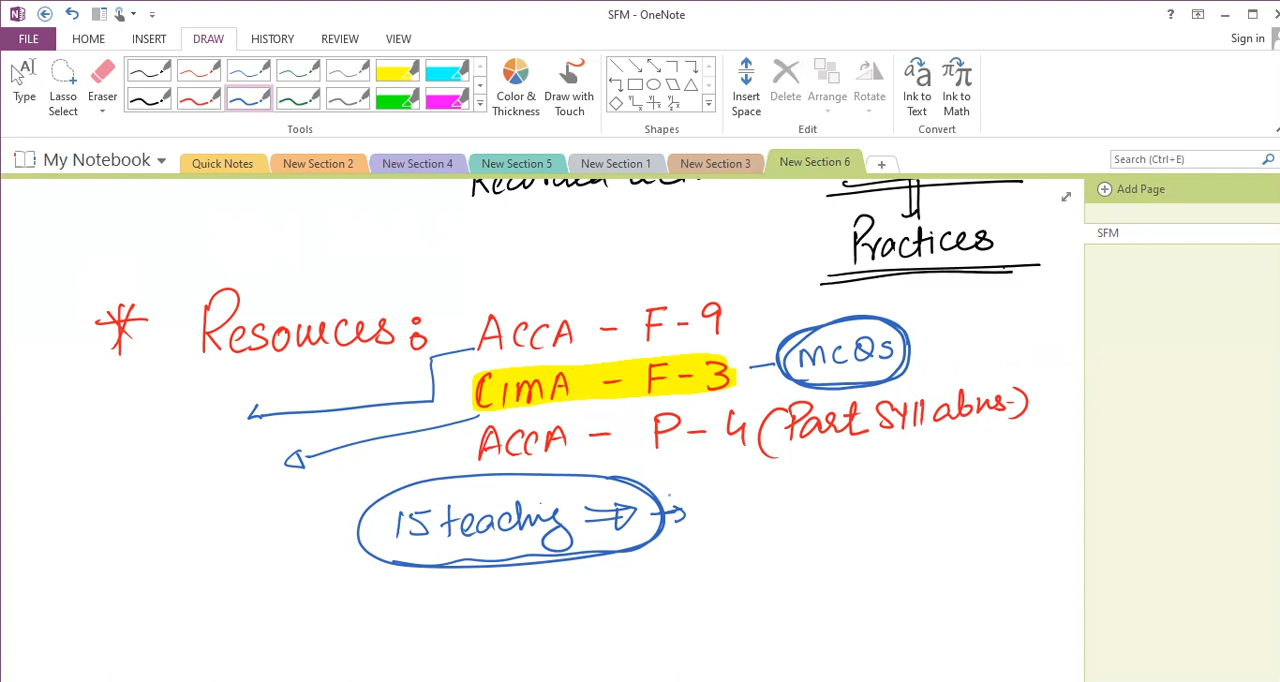 SFM - OneNote
FILE HOME INSERT DRAW HISTORY REVIEW VIEW
Sign in
Type
Lasso Select
Eraser
Color & Thickness
Draw with Touch
Insert Space
Delete
Arrange
Rotate
Ink to Text
Ink to Math
Tools
Shapes
Edit
Convert
My Notebook
Quick Notes
New Section 2
New Section 4
New Section 5
New Section 1
New Section 3
New Section 6
Search (Ctrl+E)
Add Page
SFM
Practices
* Resources: ACCA - F-9
CIMA - F-3 - MCQs
ACCA - P-4 (Part Syllabus)
15 teaching